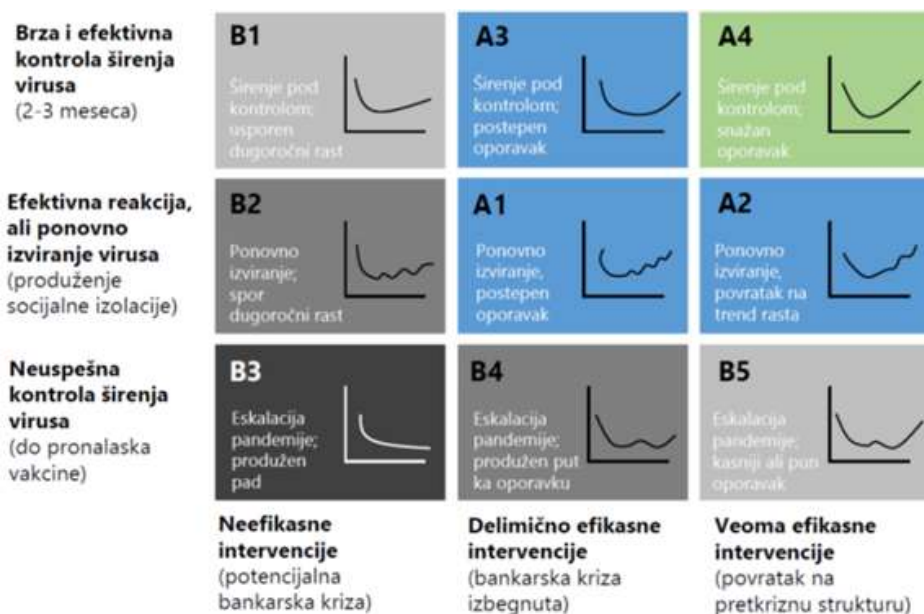 Brza i efektivna
kontrola širenja
virusa
(2-3 meseca)
B1
Širenje pod
kontrolom;
usporen
dugoročni rast
A3
Širenje pod
kontrolom;
postepen
oporavak
A4
Širenje pod
kontrolom;
snažan
oporavak
Efektivna reakcija,
ali ponovno
izviranje virusa
(produženje
socijalne izolacije)
B2
Ponovno
izviranje;
spor
dugoročni rast
A1
Ponovno
izviranje,
postepen
oporavak
A2
Ponovno
izviranje,
povratak na
trend rasta
Neuspešna
kontrola širenja
virusa
(do pronalaska
vakcine)
B3
Eskalacija
pandemije;
produžen
pad
B4
Eskalacija
pandemije;
produžen put
ka oporavku
B5
Eskalacija
pandemije;
kasniji ali pun
oporavak
Neefikasne
intervencije
(potencijalna
bankarska kriza)
Delimično efikasne
intervencije
(bankarska kriza
izbegnuta)
Veoma efikasne
intervencije
(povratak na
pretkriznu strukturu)